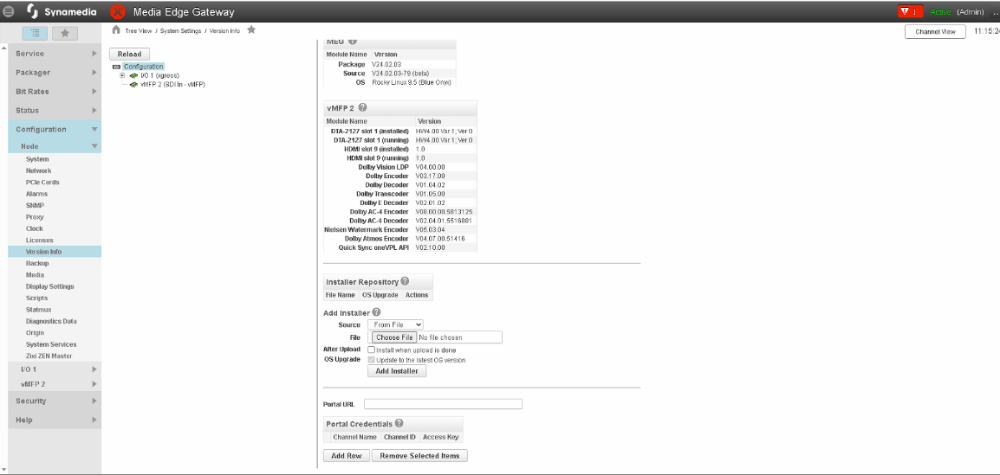 Synamedia Media Edge Gateway 1 Active (Admin) ...
Tree View / System Settings / Version Info Channel View 11:15:24
Service
Packager
Bit Rates
Status
Configuration
Node
System
Network
PCIe Cards
Alarms
SNMP
Proxy
Clock
Licenses
Version Info
Backup
Media
Display Settings
Scripts
Statmux
Diagnostics Data
Origin
System Services
Zixi ZEN Master
I/O 1
vMFP 2
Security
Help
Reload
Configuration
I/O 1 (xgress)
vMFP 2 (SDI In - vMFP)
MEG ?
Module Name Version
Package V24.02.03
Source V24.02.03-79 (beta)
OS Rocky Linux 9.5 (Blue Onyx)
vMFP 2 ?
Module Name Version
DTA-2127 slot 1 (installed) HW4.00 Var 1; Ver 0
DTA-2127 slot 1 (running) HW4.00 Var 1; Ver 0
HDMI slot 9 (installed) 1.0
HDMI slot 9 (running) 1.0
Dolby Vision LDP V04.00.00
Dolby Encoder V03.17.00
Dolby Decoder V01.04.02
Dolby Transcoder V01.05.00
Dolby E Decoder V02.01.02
Dolby AC-4 Encoder V08.00.00.5813125
Dolby AC-4 Decoder V02.04.01.5516881
Nielsen Watermark Encoder V05.03.04
Dolby Atmos Encoder V04.07.00.51416
Quick Sync oneVPL API V02.10.00
Installer Repository ?
File Name OS Upgrade Actions
Add Installer ?
Source From File
File Choose File No file chosen
After Upload Install when upload is done
OS Upgrade Update to the latest OS version
Add Installer
Portal URL
Portal Credentials ?
Channel Name Channel ID Access Key
Add Row Remove Selected Items